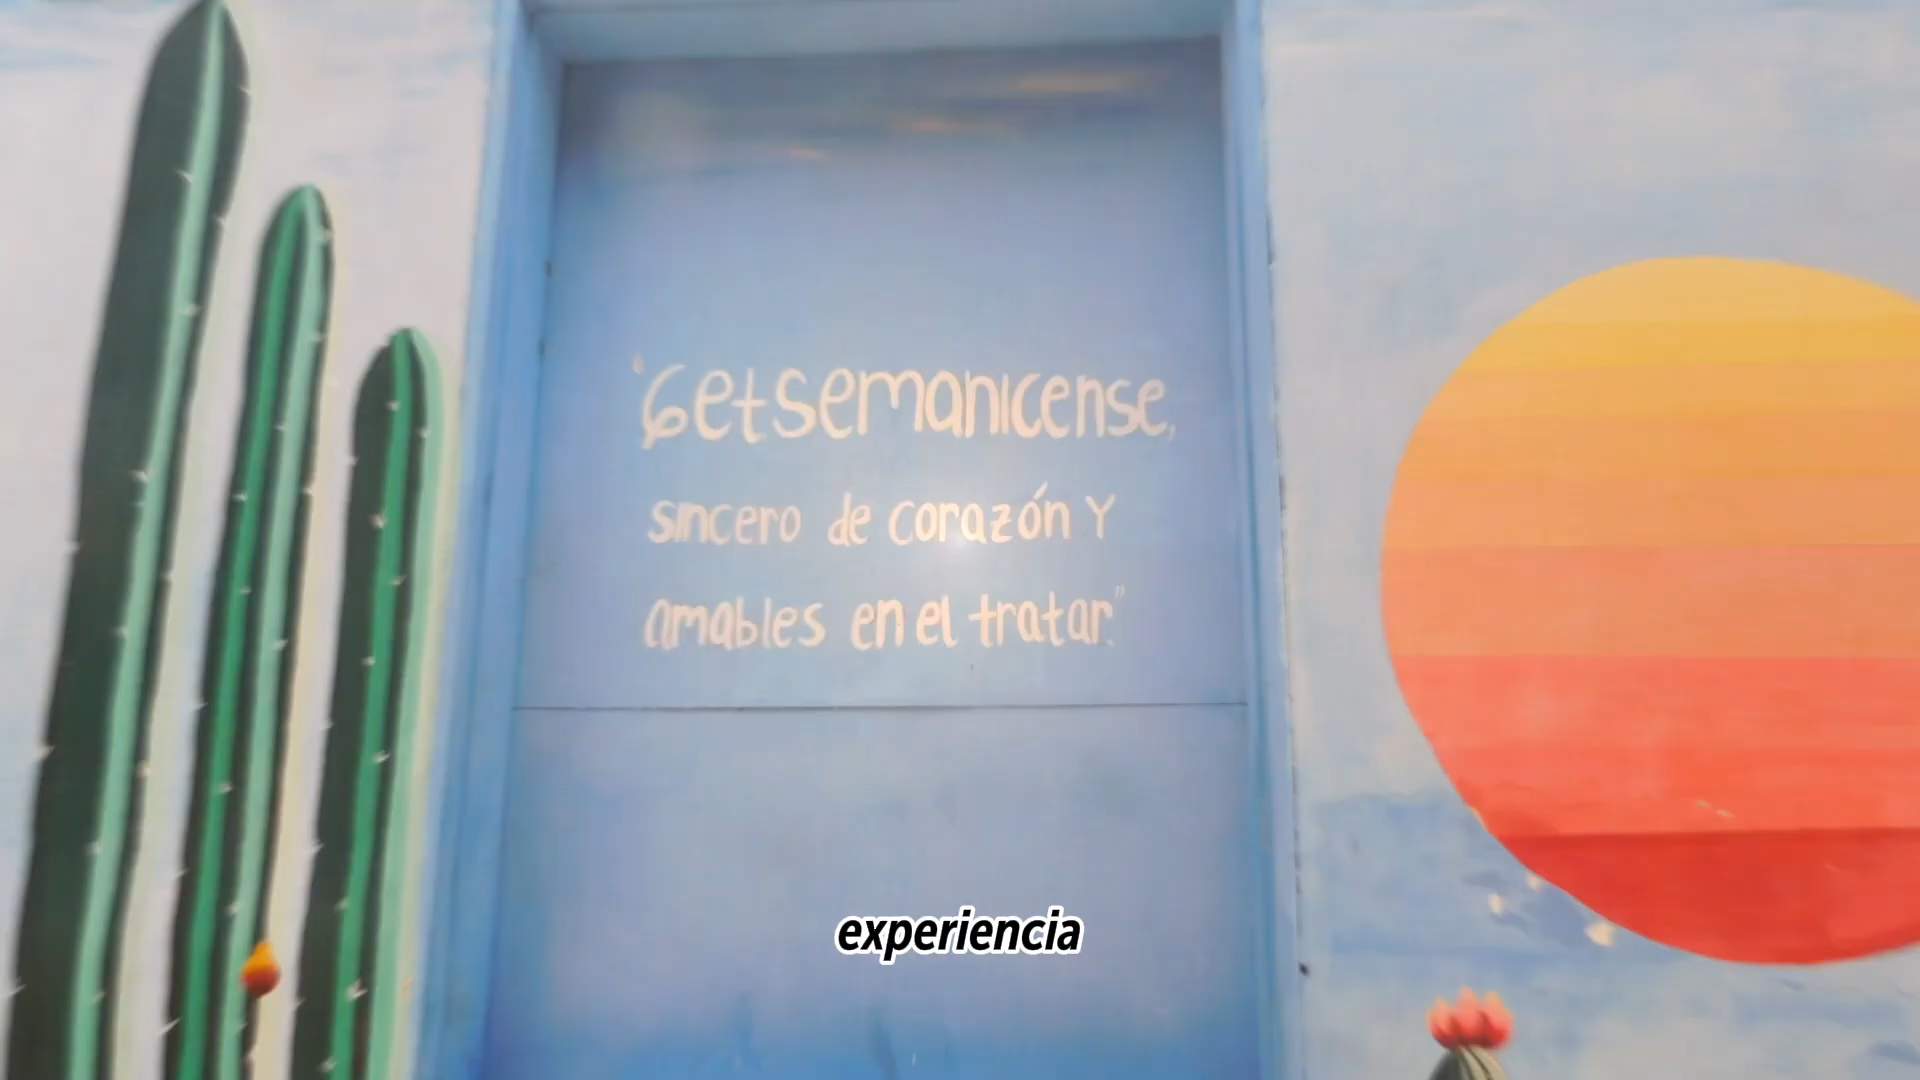 "Getsemanicense,
sincero de corazón Y
amables en el tratar."
experiencia